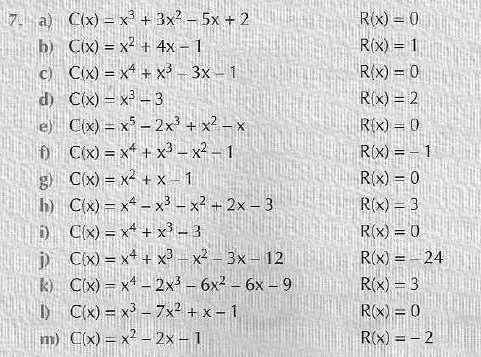 7. a) C(x) = x³ + 3x² – 5x + 2 R(x) = 0
b) C(x) = x² + 4x – 1 R(x) = 1
c) C(x) = x⁴ + x³ – 3x – 1 R(x) = 0
d) C(x) = x³ – 3 R(x) = 2
e) C(x) = x⁵ – 2x³ + x² – x R(x) = 0
f) C(x) = x⁴ + x³ – x² – 1 R(x) = – 1
g) C(x) = x² + x – 1 R(x) = 0
h) C(x) = x⁴ – x³ – x² + 2x – 3 R(x) = 3
i) C(x) = x⁴ + x³ – 3 R(x) = 0
j) C(x) = x⁴ + x³ – x² – 3x – 12 R(x) = – 24
k) C(x) = x⁴ – 2x³ – 6x² – 6x – 9 R(x) = 3
l) C(x) = x³ – 7x² + x – 1 R(x) = 0
m) C(x) = x² – 2x – 1 R(x) = – 2